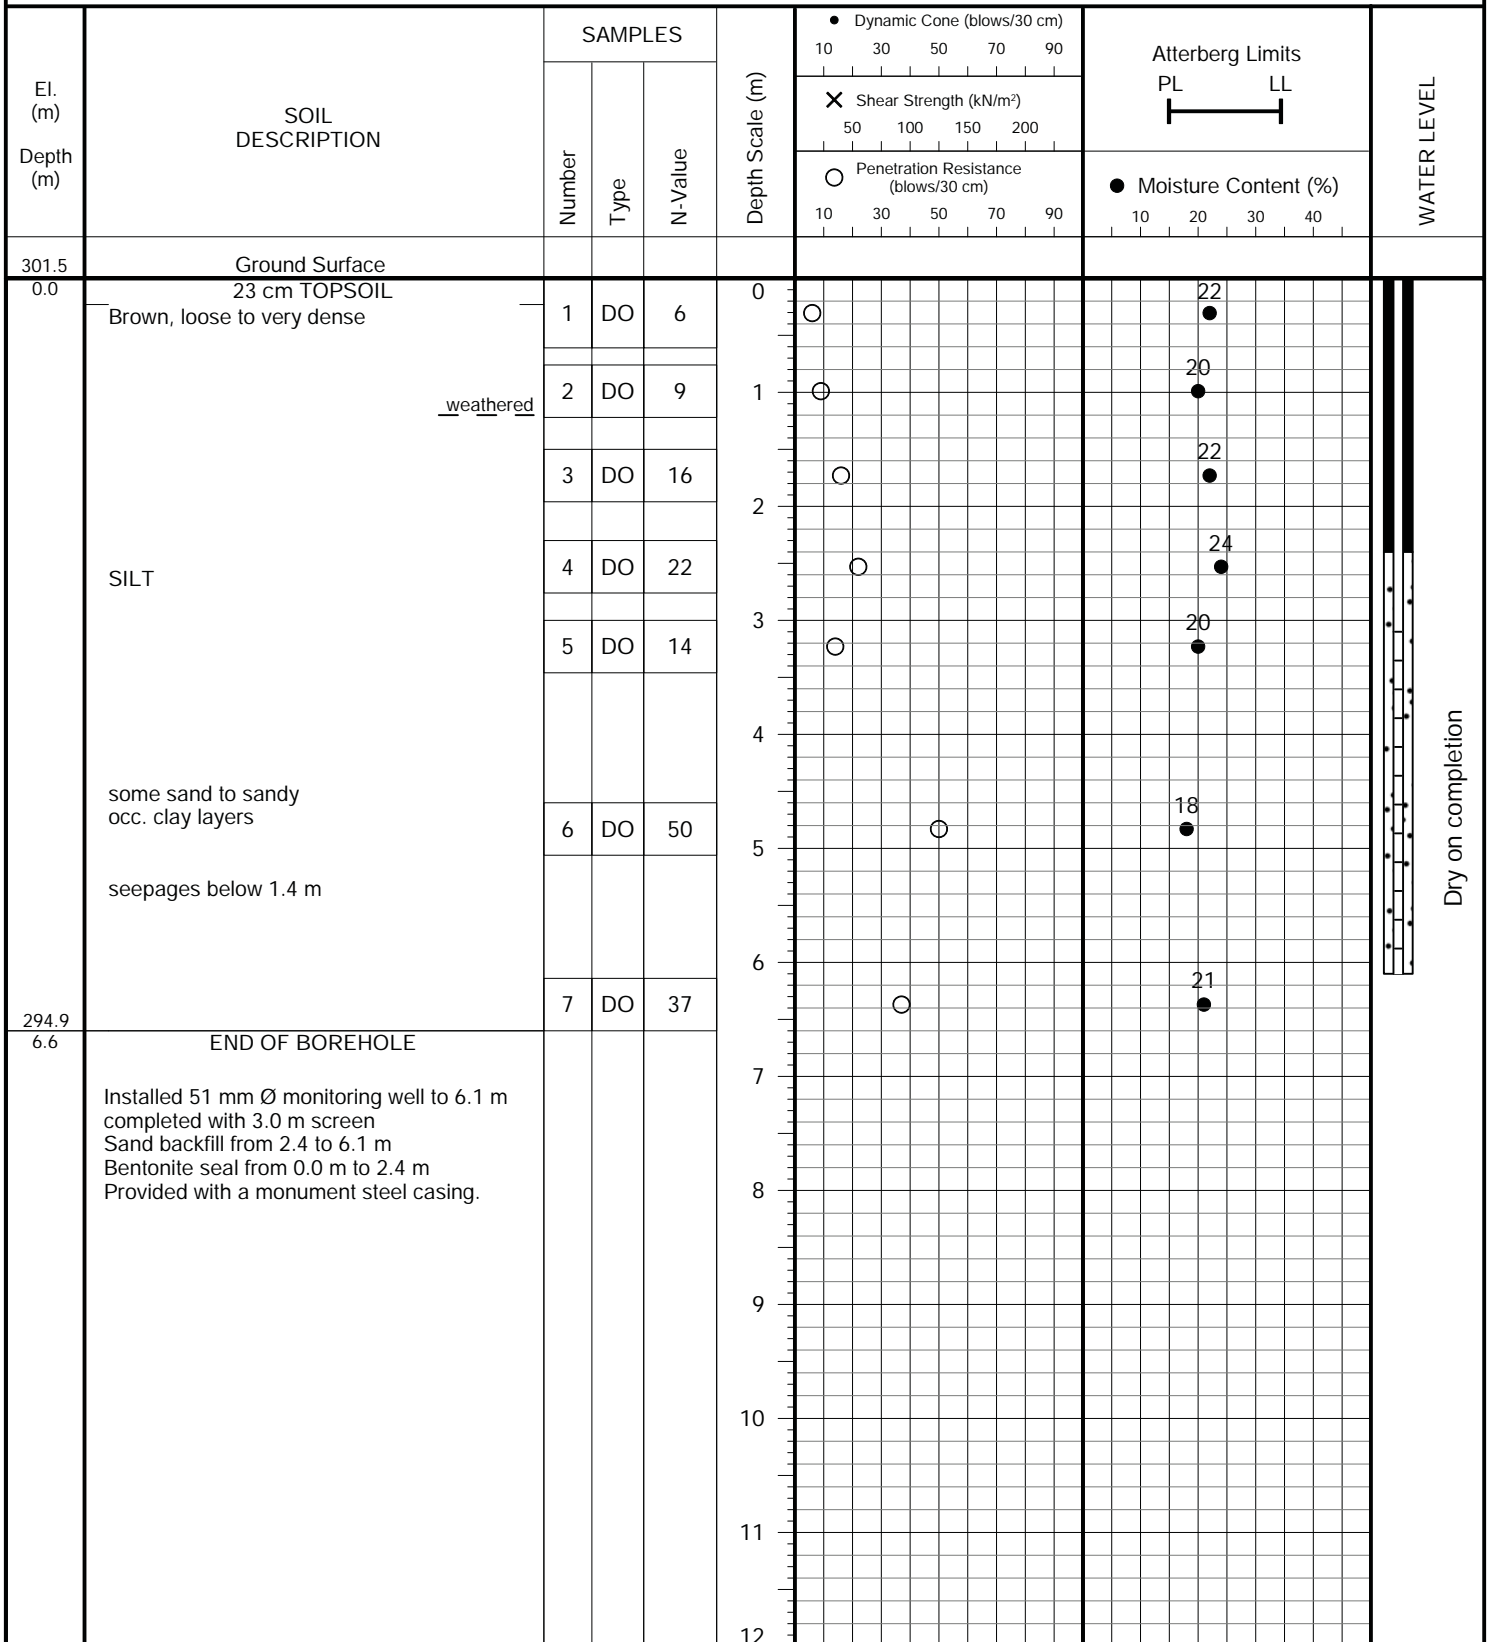 SAMPLES
El.
(m)
Depth
(m)
SOIL
DESCRIPTION
Number
Type
N-Value
Depth Scale (m)
Dynamic Cone (blows/30 cm)
10 30 50 70 90
Shear Strength (kN/m²)
50 100 150 200
Penetration Resistance
(blows/30 cm)
10 30 50 70 90
Atterberg Limits
PL LL
Moisture Content (%)
10 20 30 40
WATER LEVEL
301.5 Ground Surface
0.0 23 cm TOPSOIL 0 22
Brown, loose to very dense 1 DO 6
20
weathered 2 DO 9 1
22
3 DO 16
2
24
SILT 4 DO 22
3 20
5 DO 14
4
some sand to sandy 18
occ. clay layers
6 DO 50
5
seepages below 1.4 m
Dry on completion
6
21
7 DO 37
294.9
6.6 END OF BOREHOLE
7
Installed 51 mm Ø monitoring well to 6.1 m
completed with 3.0 m screen
Sand backfill from 2.4 to 6.1 m
Bentonite seal from 0.0 m to 2.4 m
Provided with a monument steel casing.
8
9
10
11
12